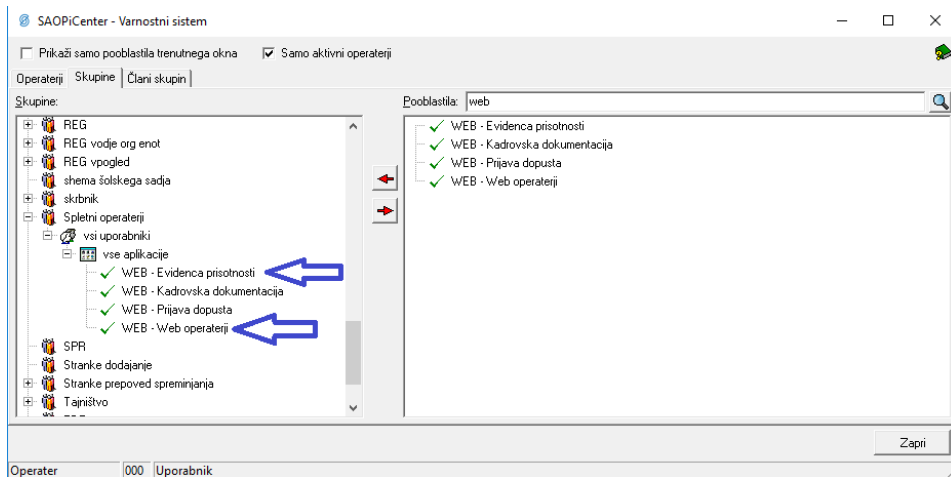 SAOPiCenter - Varnostni sistem
Prikaži samo pooblastila trenutnega okna
Samo aktivni operaterji
Operaterji
Skupine
Člani skupin
Skupine:
REG
REG vodje org enot
REG vpogled
shema šolskega sadja
skrbnik
Spletni operaterji
vsi uporabniki
vse aplikacije
WEB - Evidenca prisotnosti
WEB - Kadrovska dokumentacija
WEB - Prijava dopusta
WEB - Web operaterji
SPR
Stranke dodajanje
Stranke prepoved spreminjanja
Tajništvo
Pooblastila: web
WEB - Evidenca prisotnosti
WEB - Kadrovska dokumentacija
WEB - Prijava dopusta
WEB - Web operaterji
Zapri
Operater 000 Uporabnik